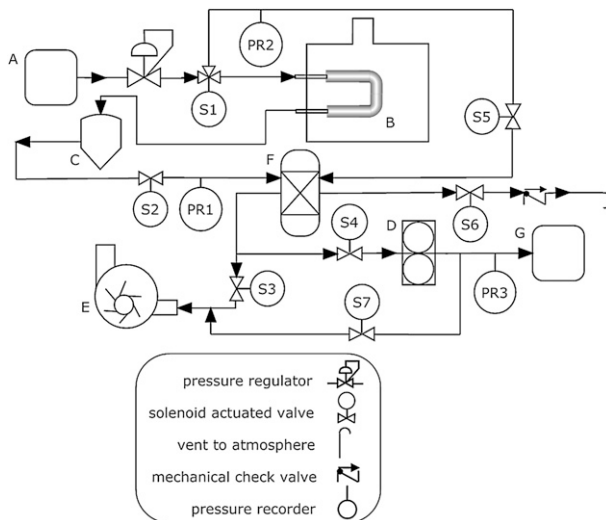 A
PR2
S1
B
S5
C
F
S2
PR1
S6
S4
D
G
S3
E
PR3
S7
pressure regulator
solenoid actuated valve
vent to atmosphere
mechanical check valve
pressure recorder